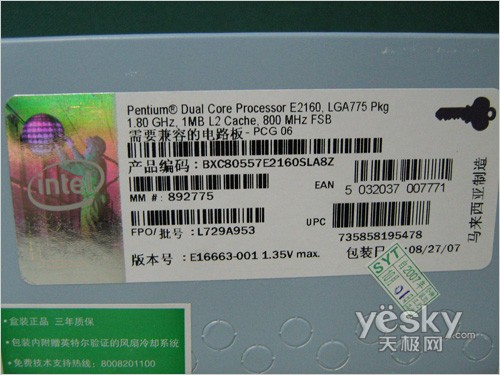 Pentium® Dual Core Processor E2160, LGA775 Pkg
1.80 GHz, 1MB L2 Cache, 800 MHz FSB
需要兼容的电路板 - PCG 06
产品编码: BXC80557E2160SLA8Z
EAN 5 032037 007771
MM #: 892775
UPC
FPO/批号: L729A953
735858195478
版本号: E16663-001 1.35V max.
包装日 08/27/07
马来西亚制造
intel
SYT
盒装正品 三年质保
包装内附赠英特尔验证的风扇冷却系统
免费技术支持热线: 8008201100
yesky
天极网